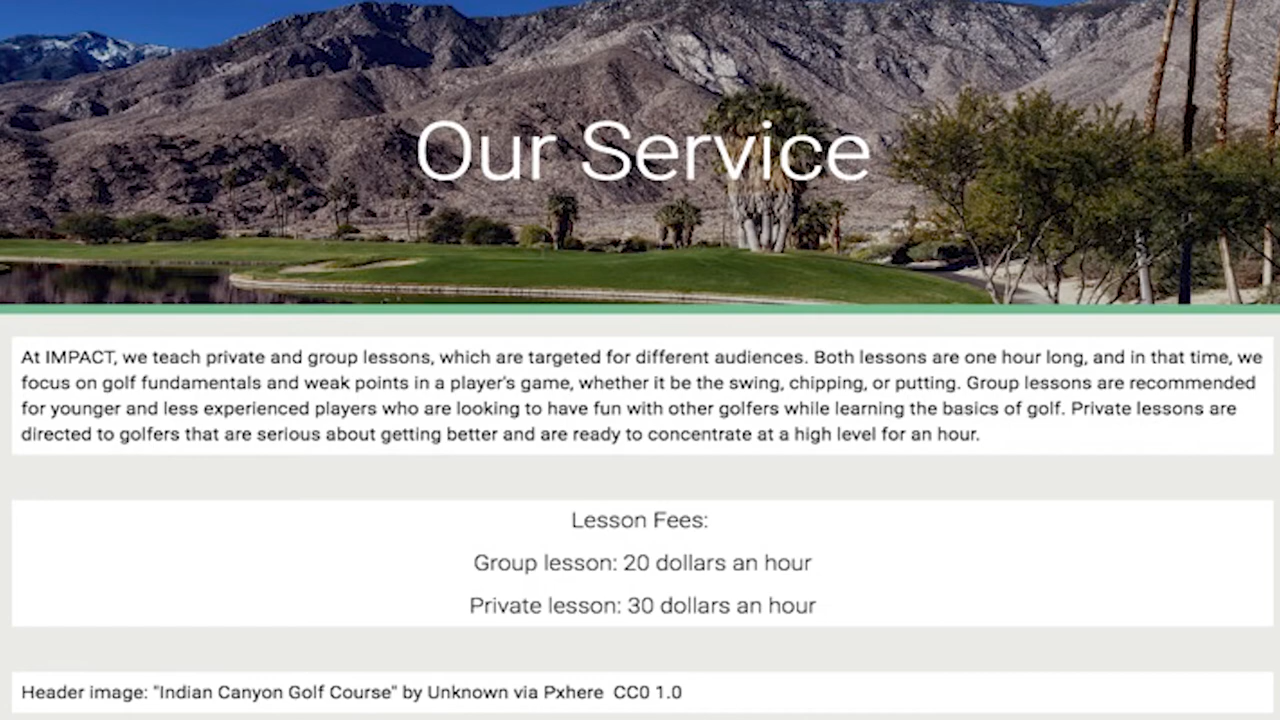 Our Service
At IMPACT, we teach private and group lessons, which are targeted for different audiences. Both lessons are one hour long, and in that time, we
focus on golf fundamentals and weak points in a player's game, whether it be the swing, chipping, or putting. Group lessons are recommended
for younger and less experienced players who are looking to have fun with other golfers while learning the basics of golf. Private lessons are
directed to golfers that are serious about getting better and are ready to concentrate at a high level for an hour.
Lesson Fees:
Group lesson: 20 dollars an hour
Private lesson: 30 dollars an hour
Header image: "Indian Canyon Golf Course" by Unknown via Pxhere  CC0 1.0